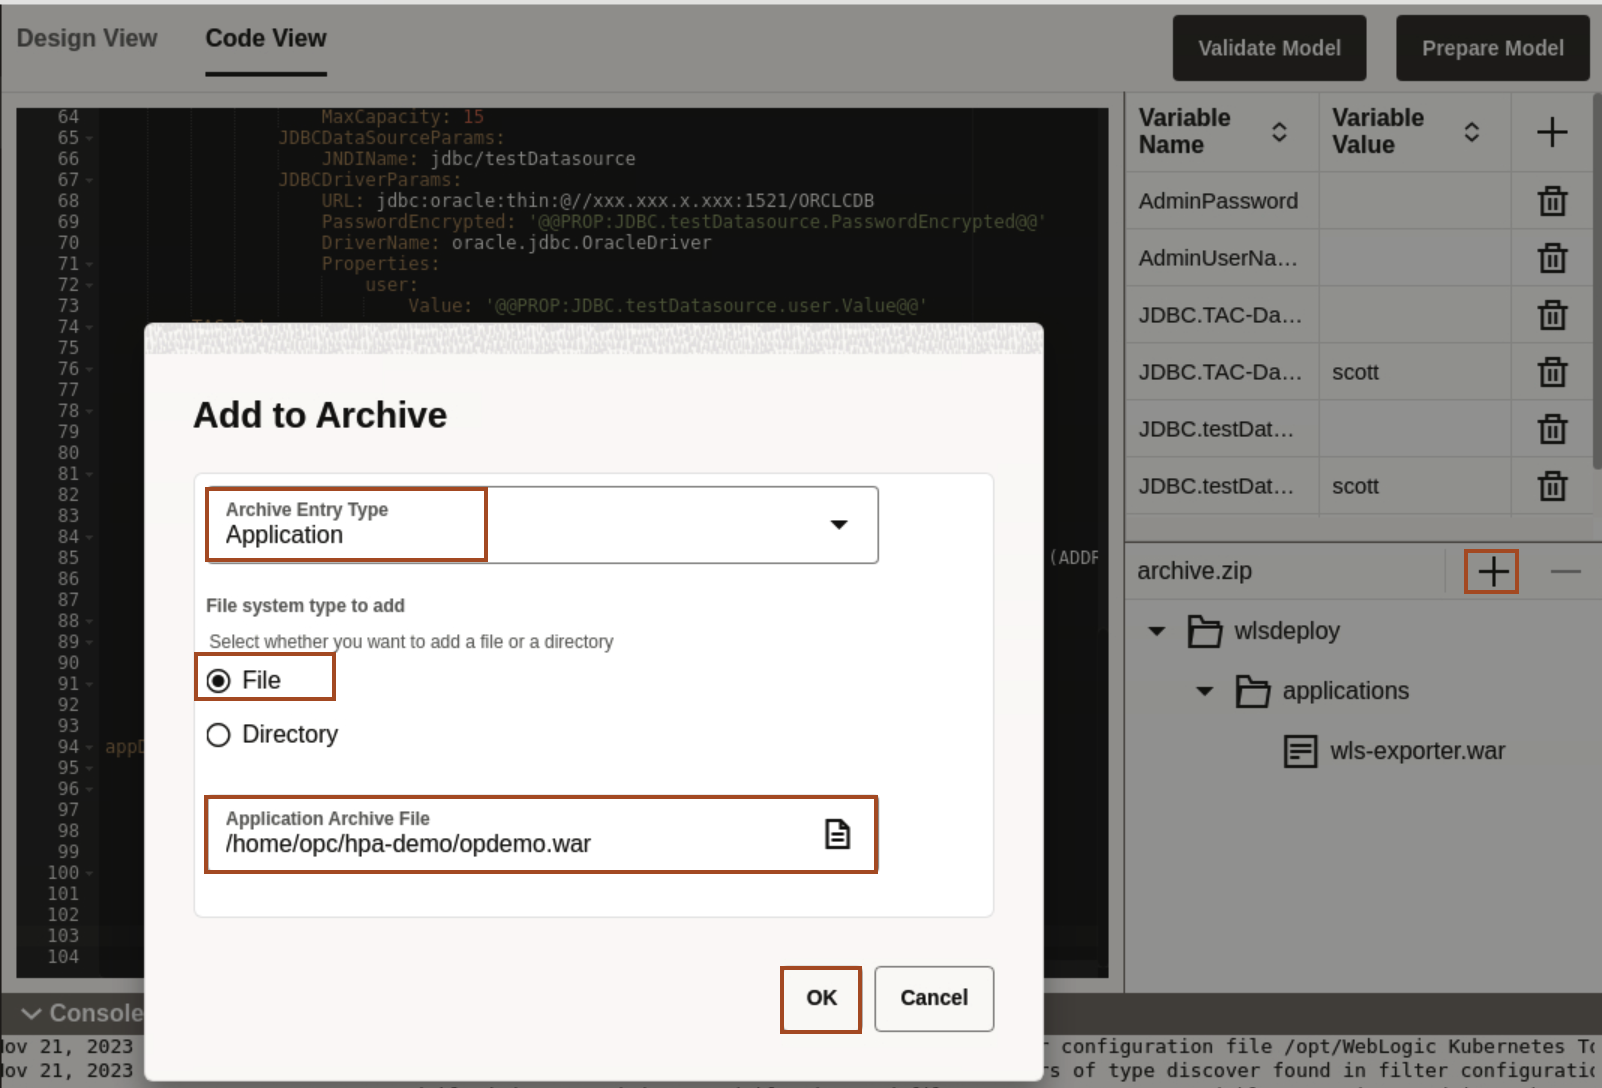 Design View
Code View
Validate Model
Prepare Model
64 MaxCapacity: 15
65 JDBCDataSourceParams:
66 JNDIName: jdbc/testDatasource
67 JDBCDriverParams:
68 URL: jdbc:oracle:thin:@//xxx.xxx.x.xxx:1521/ORCLCDB
69 PasswordEncrypted: '@@PROP:JDBC.testDatasource.PasswordEncrypted@@'
70 DriverName: oracle.jdbc.OracleDriver
71 Properties:
72 user:
73 Value: '@@PROP:JDBC.testDatasource.user.Value@@'
74
75
76
77
78
79
80
81
82
83
84
85 (ADDR
86
87
88
89
90
91
92
93
94 appD
95
96
97
98
99
100
101
102
103
104
Add to Archive
Archive Entry Type
Application
File system type to add
Select whether you want to add a file or a directory
File
Directory
Application Archive File
/home/opc/hpa-demo/opdemo.war
OK
Cancel
Variable Name
Variable Value
AdminPassword
AdminUserNa...
JDBC.TAC-Da...
JDBC.TAC-Da... scott
JDBC.testDat...
JDBC.testDat... scott
archive.zip
wlsdeploy
applications
wls-exporter.war
Console
ov 21, 2023 configuration file /opt/WebLogic Kubernetes To
ov 21, 2023 s of type discover found in filter configuratio